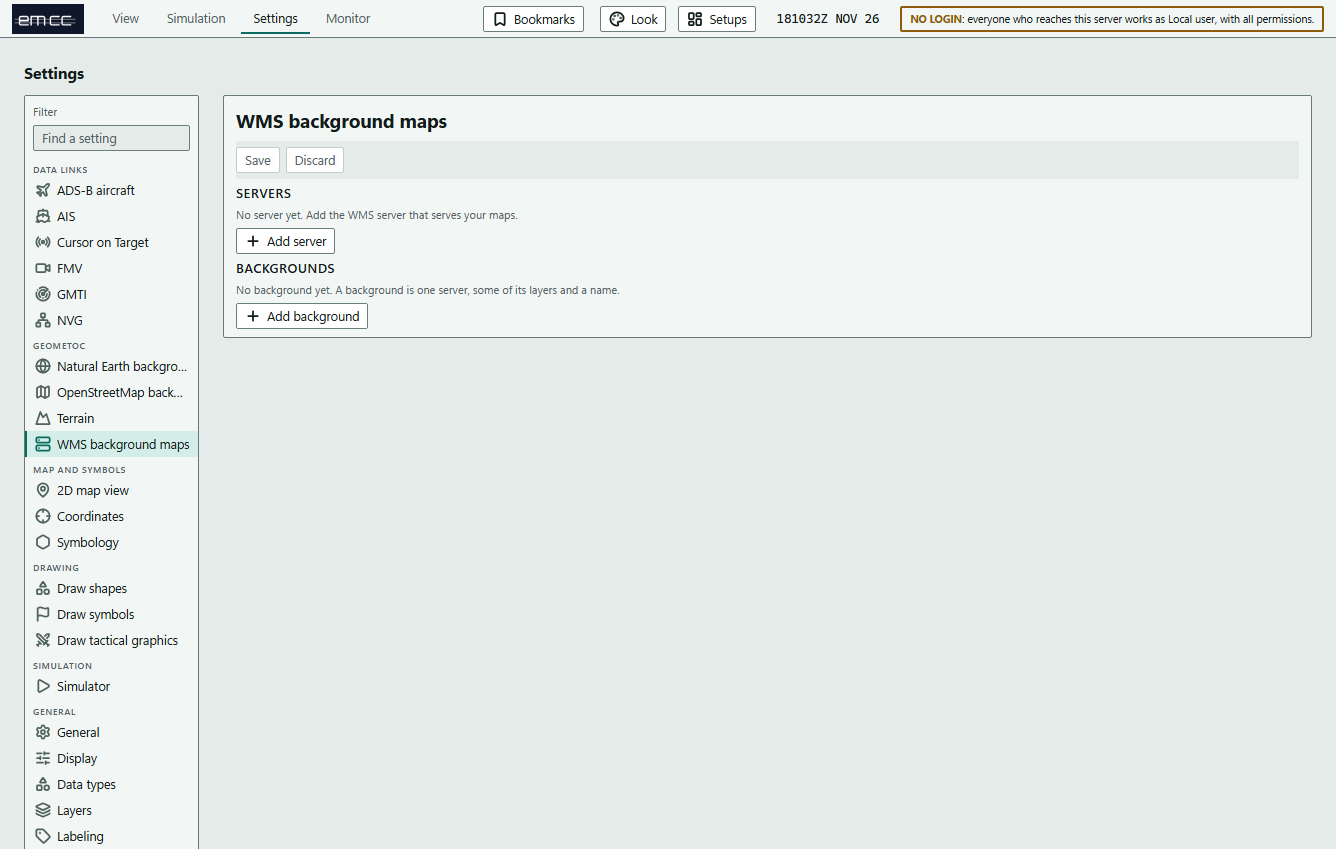 emcc
View
Simulation
Settings
Monitor
Bookmarks
Look
Setups
181032Z NOV 26
NO LOGIN: everyone who reaches this server works as Local user, with all permissions.
Settings
Filter
Find a setting
DATA LINKS
ADS-B aircraft
AIS
Cursor on Target
FMV
GMTI
NVG
GEOMETOC
Natural Earth backgro...
OpenStreetMap back...
Terrain
WMS background maps
MAP AND SYMBOLS
2D map view
Coordinates
Symbology
DRAWING
Draw shapes
Draw symbols
Draw tactical graphics
SIMULATION
Simulator
GENERAL
General
Display
Data types
Layers
Labeling
WMS background maps
Save
Discard
SERVERS
No server yet. Add the WMS server that serves your maps.
Add server
BACKGROUNDS
No background yet. A background is one server, some of its layers and a name.
Add background